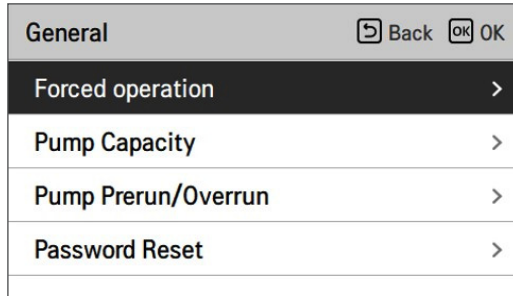 General Back OK OK
Forced operation >
Pump Capacity >
Pump Prerun/Overrun >
Password Reset >